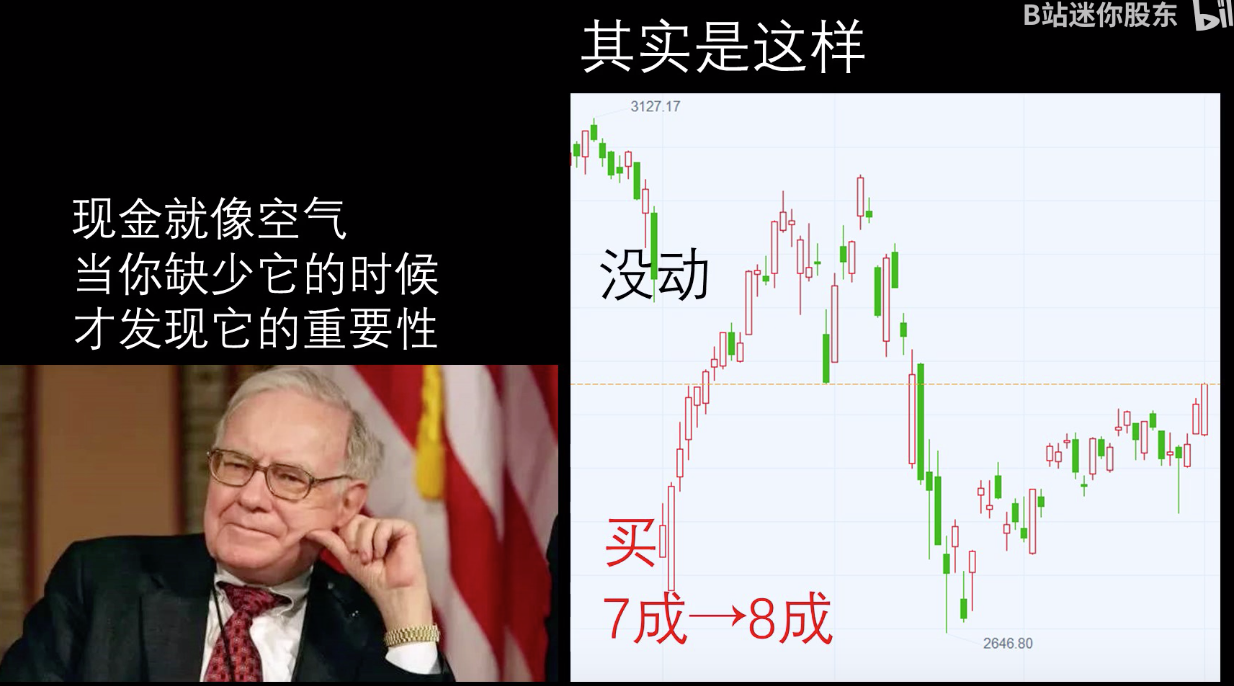 B站迷你股东
bil
其实是这样
3127.17
现金就像空气
当你缺少它的时候
才发现它的重要性
没动
买
7成→8成
2646.80